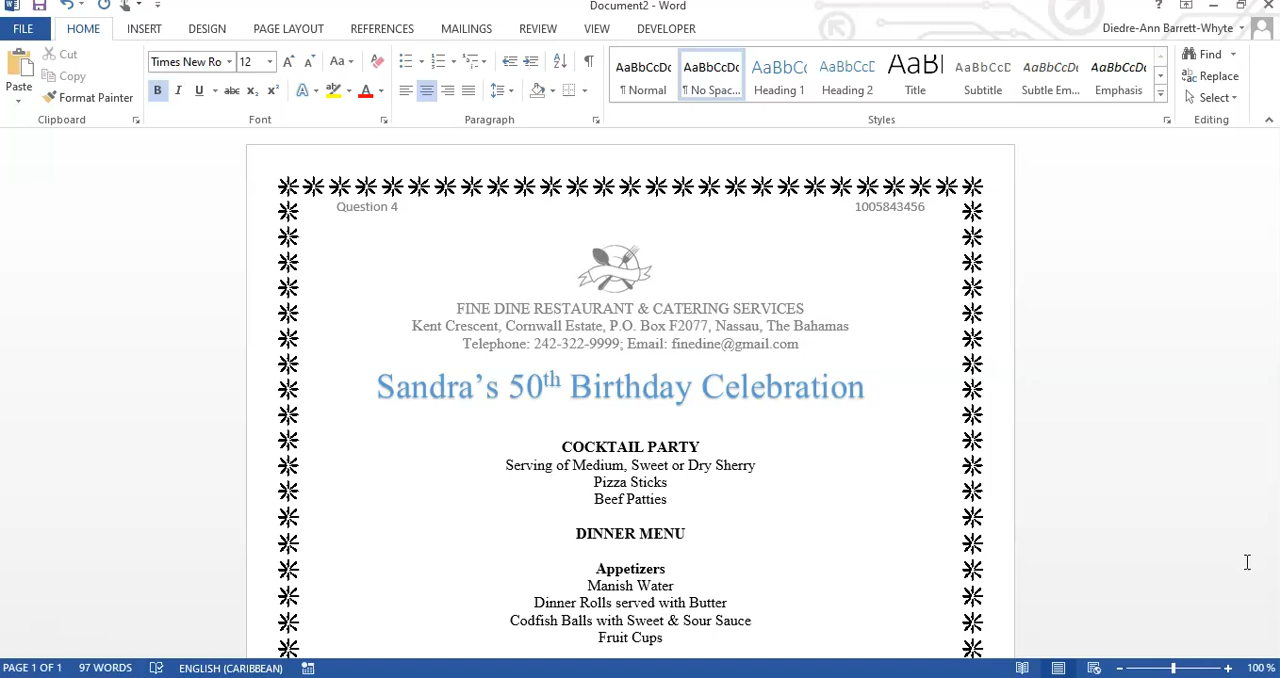 Document2 - Word
?
FILE HOME INSERT DESIGN PAGE LAYOUT REFERENCES MAILINGS REVIEW VIEW DEVELOPER
Diedre-Ann Barrett-Whyte
Paste
Cut
Copy
Format Painter
Clipboard
Times New Ro 12
Aa
B I U abc x₂ x²
Font
Paragraph
AaBbCcDc AaBbCcDc AaBbCc AaBbCcD AaBl AaBbCcD AaBbCcDc AaBbCcDc
¶ Normal ¶ No Spac... Heading 1 Heading 2 Title Subtitle Subtle Em... Emphasis
Styles
Find
Replace
Select
Editing
Question 4 1005843456
FINE DINE RESTAURANT & CATERING SERVICES
Kent Crescent, Cornwall Estate, P.O. Box F2077, Nassau, The Bahamas
Telephone: 242-322-9999; Email: finedine@gmail.com
Sandra’s 50th Birthday Celebration
COCKTAIL PARTY
Serving of Medium, Sweet or Dry Sherry
Pizza Sticks
Beef Patties
DINNER MENU
Appetizers
Manish Water
Dinner Rolls served with Butter
Codfish Balls with Sweet & Sour Sauce
Fruit Cups
PAGE 1 OF 1 97 WORDS ENGLISH (CARIBBEAN) 100 %